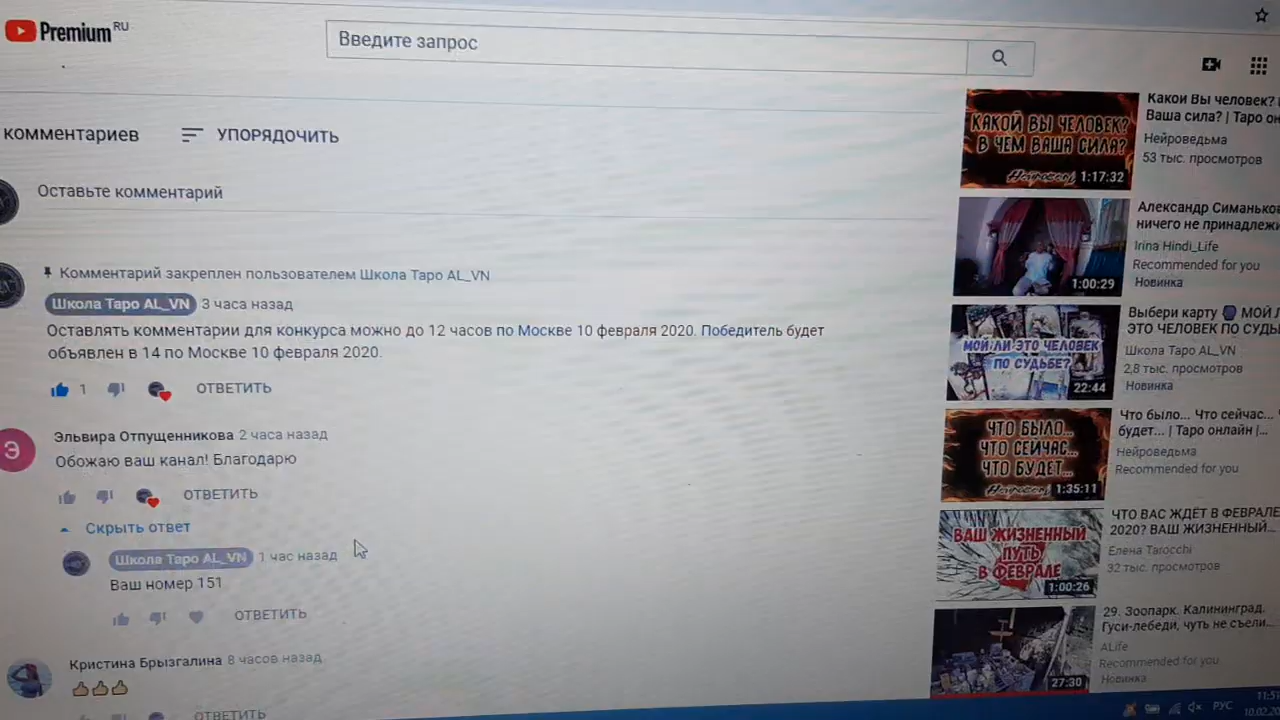 Premium RU
Введите запрос
комментариев
УПОРЯДОЧИТЬ
Оставьте комментарий
Комментарий закреплен пользователем Школа Таро AL_VN
Школа Таро AL_VN 3 часа назад
Оставлять комментарии для конкурса можно до 12 часов по Москве 10 февраля 2020. Победитель будет
объявлен в 14 по Москве 10 февраля 2020.
1 ОТВЕТИТЬ
Э
Эльвира Отпущенникова 2 часа назад
Обожаю ваш канал! Благодарю
ОТВЕТИТЬ
Скрыть ответ
Школа Таро AL_VN 1 час назад
Ваш номер 151
ОТВЕТИТЬ
Кристина Брызгалина 8 часов назад
👍👍👍
ОТВЕТИТЬ
КАКОЙ ВЫ ЧЕЛОВЕК?
В ЧЕМ ВАША СИЛА?
1:17:32
Какой Вы человек?
Ваша сила? | Таро
Нейроведьма
53 тыс. просмотров
1:00:29
Александр
ничего не
Irina Hindi_Life
Recommended for you
Новинка
МОЙ ЛИ ЭТО ЧЕЛОВЕК
ПО СУДЬБЕ?
22:44
Выбери карту
ЭТО ЧЕЛОВЕК ПО
Школа Таро AL_VN
2,8 тыс. просмотров
Новинка
ЧТО БЫЛО...
ЧТО СЕЙЧАС...
ЧТО БУДЕТ...
1:35:11
Что было... Что сейчас...
будет... | Таро онлайн |...
Нейроведьма
Recommended for you
ВАШ ЖИЗНЕННЫЙ
ПУТЬ
В ФЕВРАЛЕ
1:00:26
ЧТО ВАС ЖДЁТ В ФЕВРАЛЕ
2020? ВАШ ЖИЗНЕННЫЙ...
Елена Tarocchi
32 тыс. просмотров
27:30
29. Зоопарк. Калининград.
Гуси-лебеди, чуть не съели...
ALife
Recommended for you
Новинка
РУС